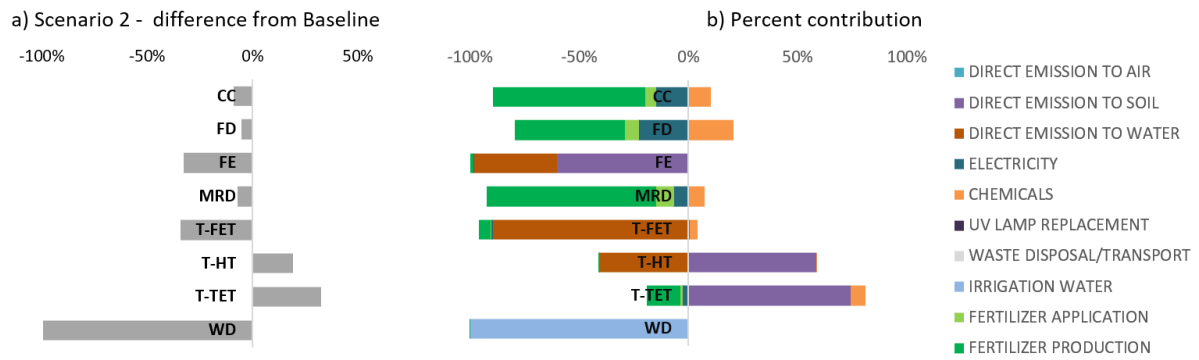 a) Scenario 2 - difference from Baseline
-100% -50% 0% 50%
CC
FD
FE
MRD
T-FET
T-HT
T-TET
WD
b) Percent contribution
-100% -50% 0% 50% 100%
CC
FD
FE
MRD
T-FET
T-HT
T-TET
WD
DIRECT EMISSION TO AIR
DIRECT EMISSION TO SOIL
DIRECT EMISSION TO WATER
ELECTRICITY
CHEMICALS
UV LAMP REPLACEMENT
WASTE DISPOSAL/TRANSPORT
IRRIGATION WATER
FERTILIZER APPLICATION
FERTILIZER PRODUCTION